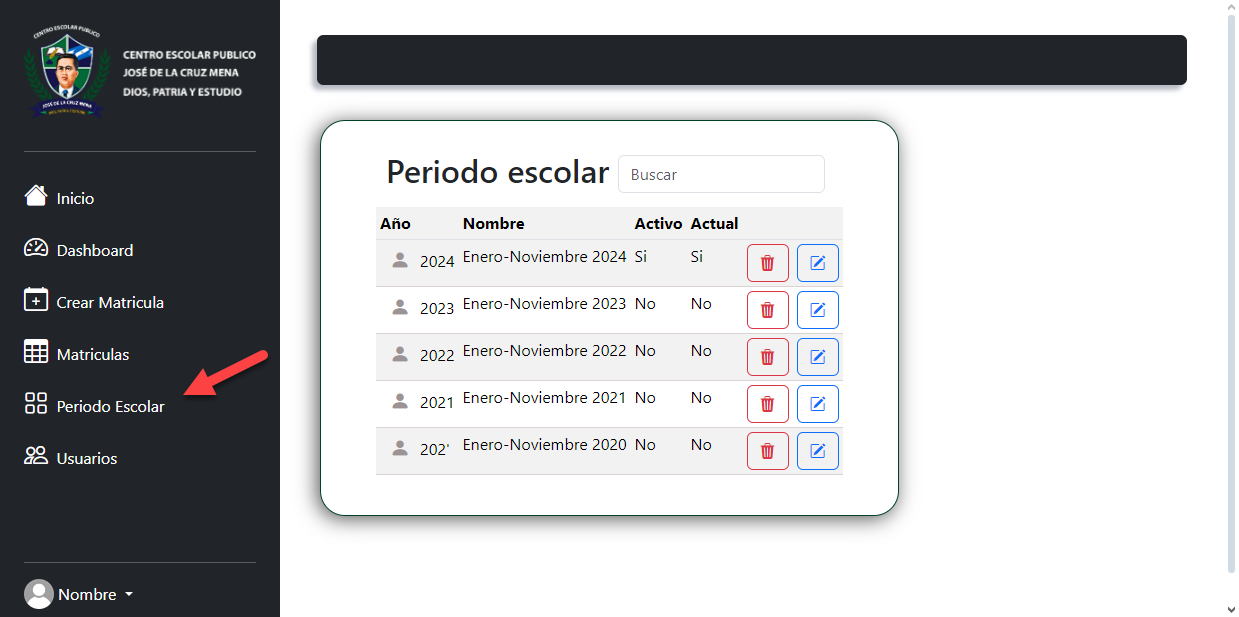 CENTRO ESCOLAR PUBLICO
JOSE DE LA CRUZ MENA
CENTRO ESCOLAR PUBLICO
JOSÉ DE LA CRUZ MENA
DIOS, PATRIA Y ESTUDIO
Inicio
Dashboard
Crear Matricula
Matriculas
Periodo Escolar
Usuarios
Nombre
Periodo escolar Buscar
Año Nombre Activo Actual
2024 Enero-Noviembre 2024 Si Si
2023 Enero-Noviembre 2023 No No
2022 Enero-Noviembre 2022 No No
2021 Enero-Noviembre 2021 No No
202' Enero-Noviembre 2020 No No